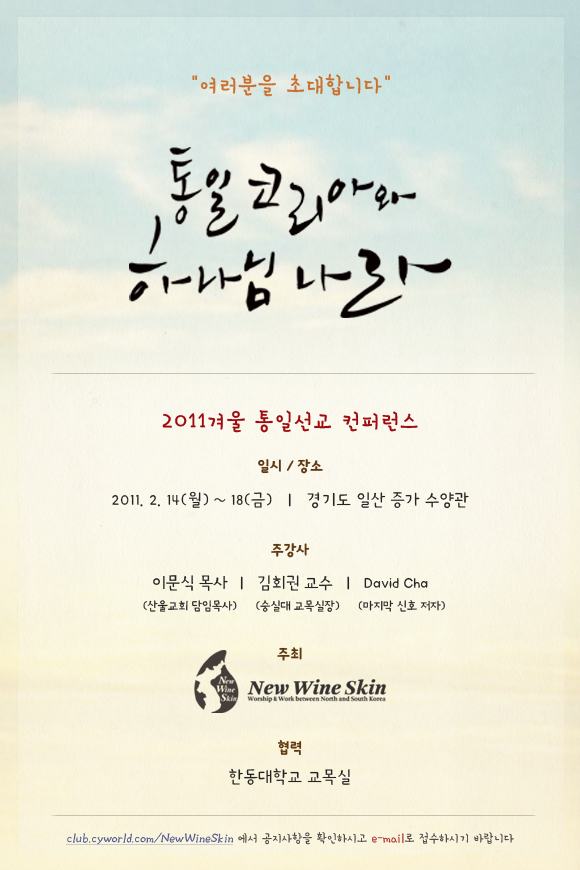 "여러분을 초대합니다"
통일 코리아와
하나님 나라
2011겨울 통일선교 컨퍼런스
일시 / 장소
2011. 2. 14(월) ~ 18(금) | 경기도 일산 증가 수양관
주강사
이문식 목사 | 김회권 교수 | David Cha
(산울교회 담임목사) (숭실대 교목실장) (마지막 신호 저자)
주최
New Wine Skin
New Wine Skin
Worship & Work between North and South Korea
협력
한동대학교 교목실
club.cyworld.com/NewWineSkin 에서 공지사항을 확인하시고 e-mail로 접수하시기 바랍니다